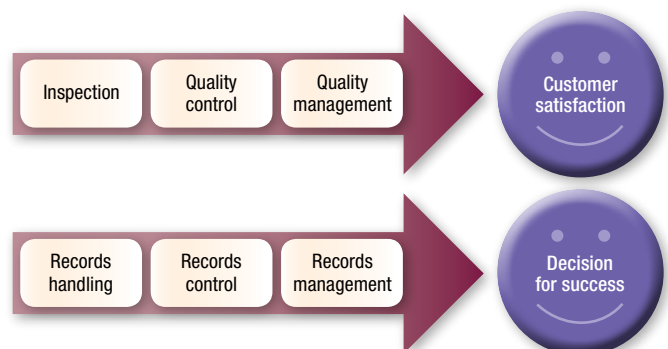 Inspection
Quality
control
Quality
management
Customer
satisfaction
Records
handling
Records
control
Records
management
Decision
for success